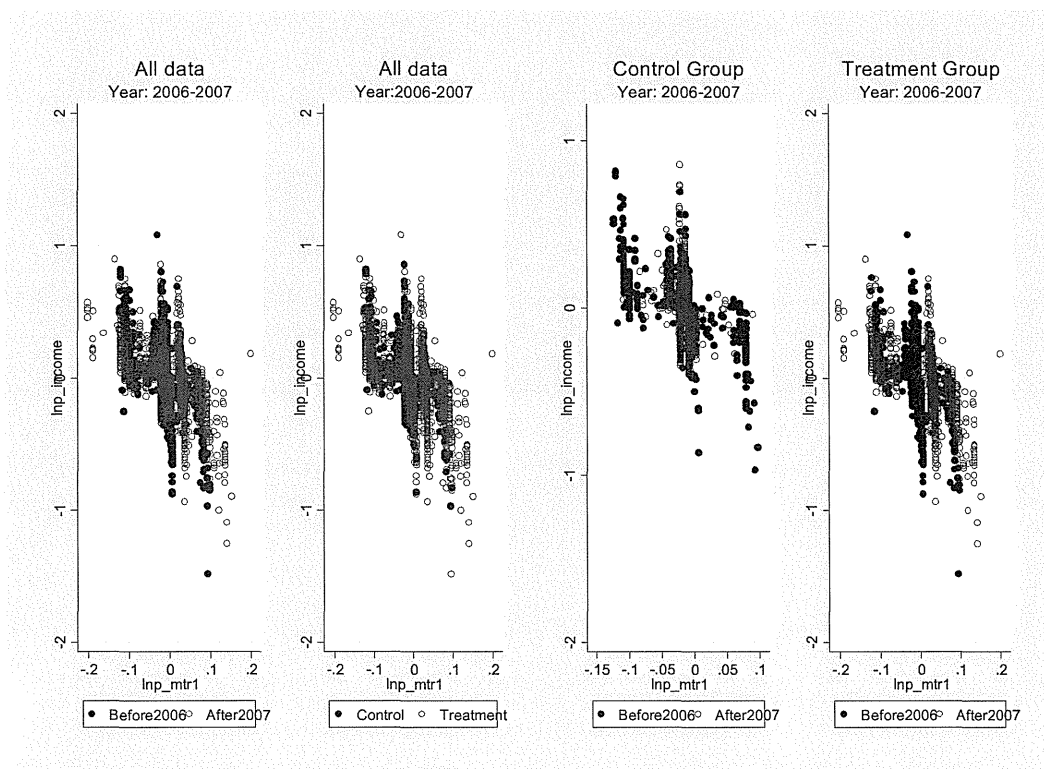 All data
Year: 2006-2007
2
1
0
-1
-2
lnp_income
-.2 -.1 0 .1 .2
lnp_mtr1
Before2006 After2007
All data
Year:2006-2007
2
1
0
-1
-2
lnp_income
-.2 -.1 0 .1 .2
lnp_mtr1
Control Treatment
Control Group
Year: 2006-2007
1
0
-1
-2
lnp_income
-.15 -.1 -.05 0 .05 .1
lnp_mtr1
Before2006 After2007
Treatment Group
Year: 2006-2007
2
1
0
-1
-2
lnp_income
-.2 -.1 0 .1 .2
lnp_mtr1
Before2006 After2007